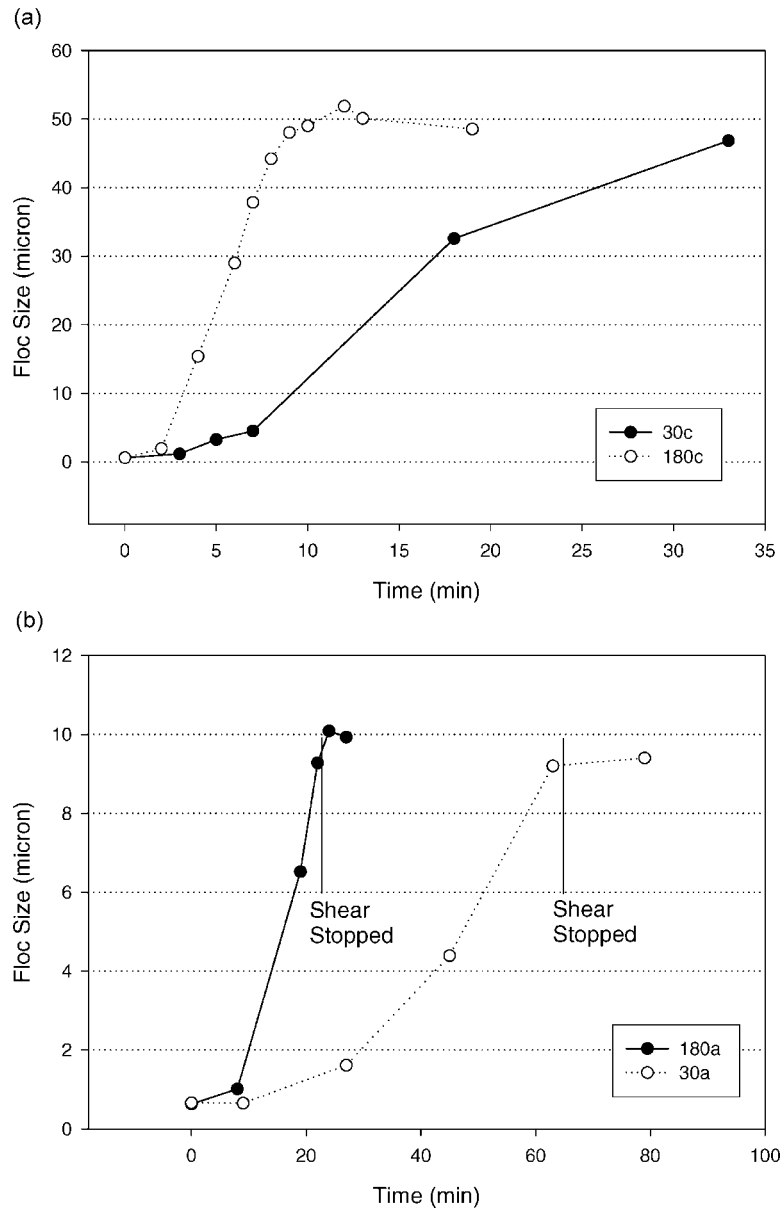 (a)
60
50
40
30
20
10
0
Floc Size (micron)
30c
180c
0 5 10 15 20 25 30 35
Time (min)
(b)
12
10
8
6
4
2
0
Floc Size (micron)
Shear
Stopped
Shear
Stopped
180a
30a
0 20 40 60 80 100
Time (min)